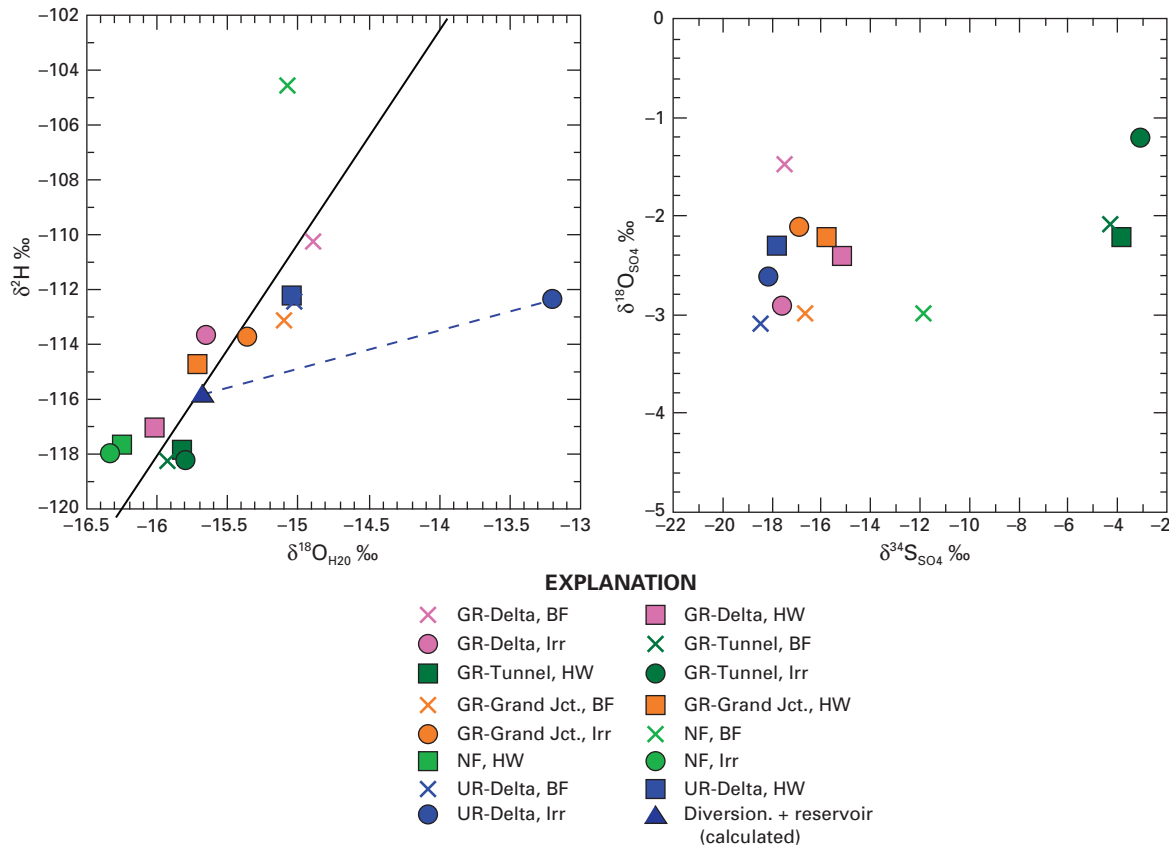 −102
−104
−106
−108
−110
−112
−114
−116
−118
−120
δ²H ‰
−16.5
−16
−15.5
−15
−14.5
−14
−13.5
−13
δ¹⁸O_H20 ‰
0
−1
−2
−3
−4
−5
δ¹⁸O_SO4 ‰
−22
−20
−18
−16
−14
−12
−10
−8
−6
−4
−2
δ³⁴S_SO4 ‰
EXPLANATION
GR-Delta, BF
GR-Delta, Irr
GR-Tunnel, HW
GR-Grand Jct., BF
GR-Grand Jct., Irr
NF, HW
UR-Delta, BF
UR-Delta, Irr
GR-Delta, HW
GR-Tunnel, BF
GR-Tunnel, Irr
GR-Grand Jct., HW
NF, BF
NF, Irr
UR-Delta, HW
Diversion. + reservoir
(calculated)